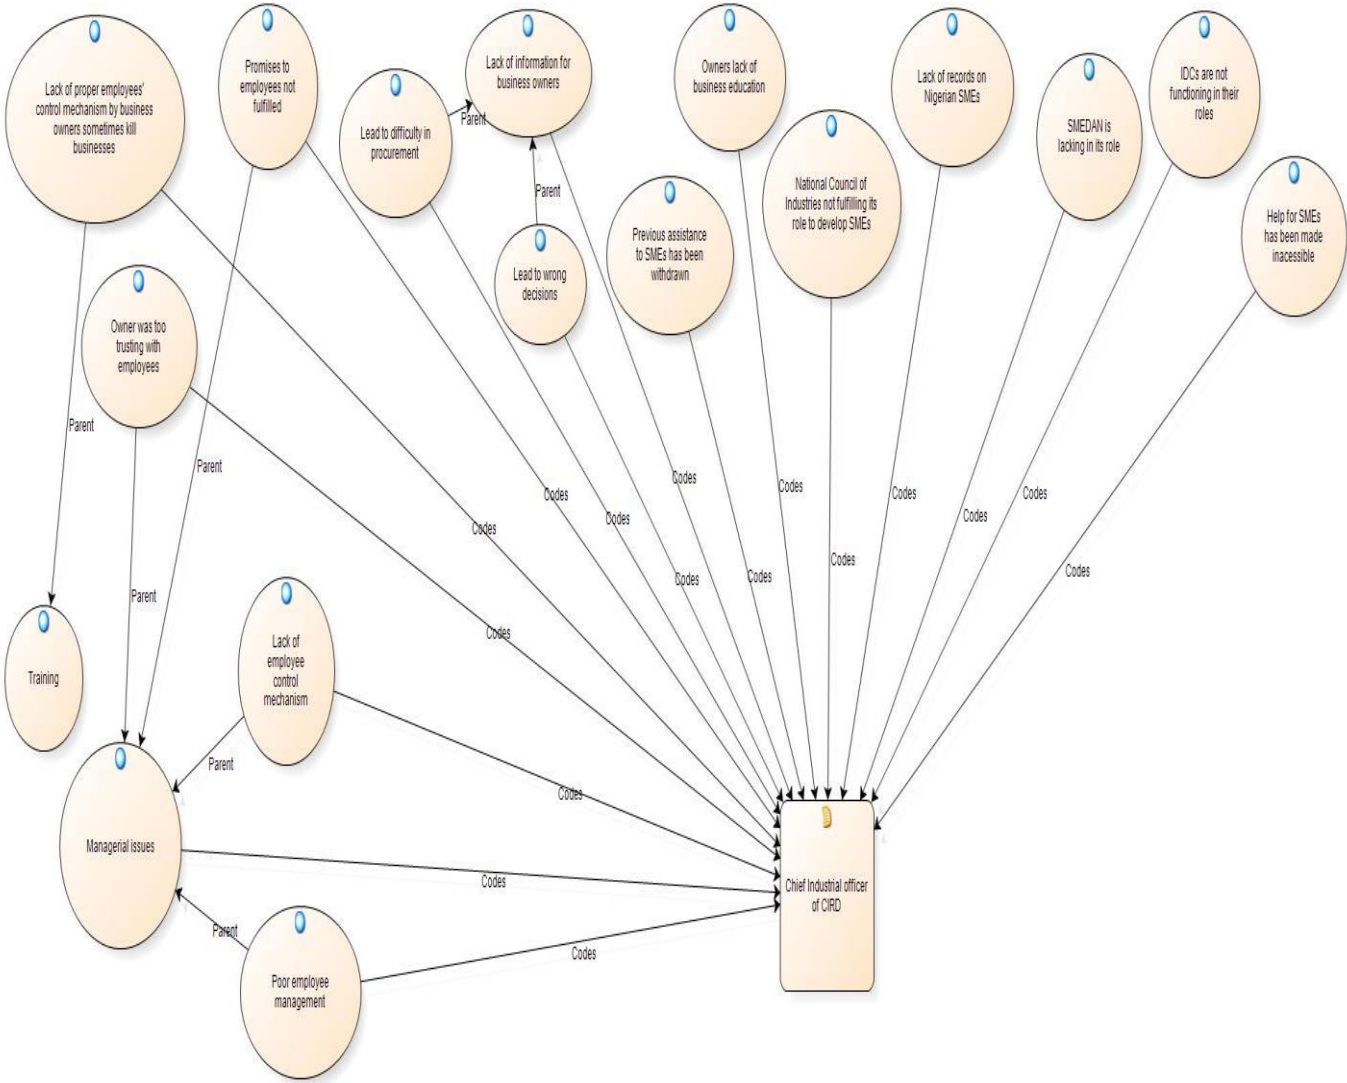 Lack of proper employees'
control mechanism by business
owners sometimes kill
businesses
Promises to
employees not
fulfilled
Lead to difficulty in
procurement
Parent
Lack of information for
business owners
Parent
Lead to wrong
decisions
Owners lack of
business education
Previous assistance
to SMEs has been
withdrawn
National Council of
Industries not fulfilling its
role to develop SMEs
Lack of records on
Nigerian SMEs
SMEDAN is
lacking in its role
IDCs are not
functioning in their
roles
Help for SMEs
has been made
inacessible
Owner was too
trusting with
employees
Parent
Parent
Parent
Codes
Codes
Codes
Codes
Codes
Codes
Codes
Codes
Codes
Codes
Codes
Codes
Codes
Training
Lack of
employee
control
mechanism
Parent
Codes
Managerial issues
Codes
Parent
Poor employee
management
Codes
Chief Industrial officer
of CIRD